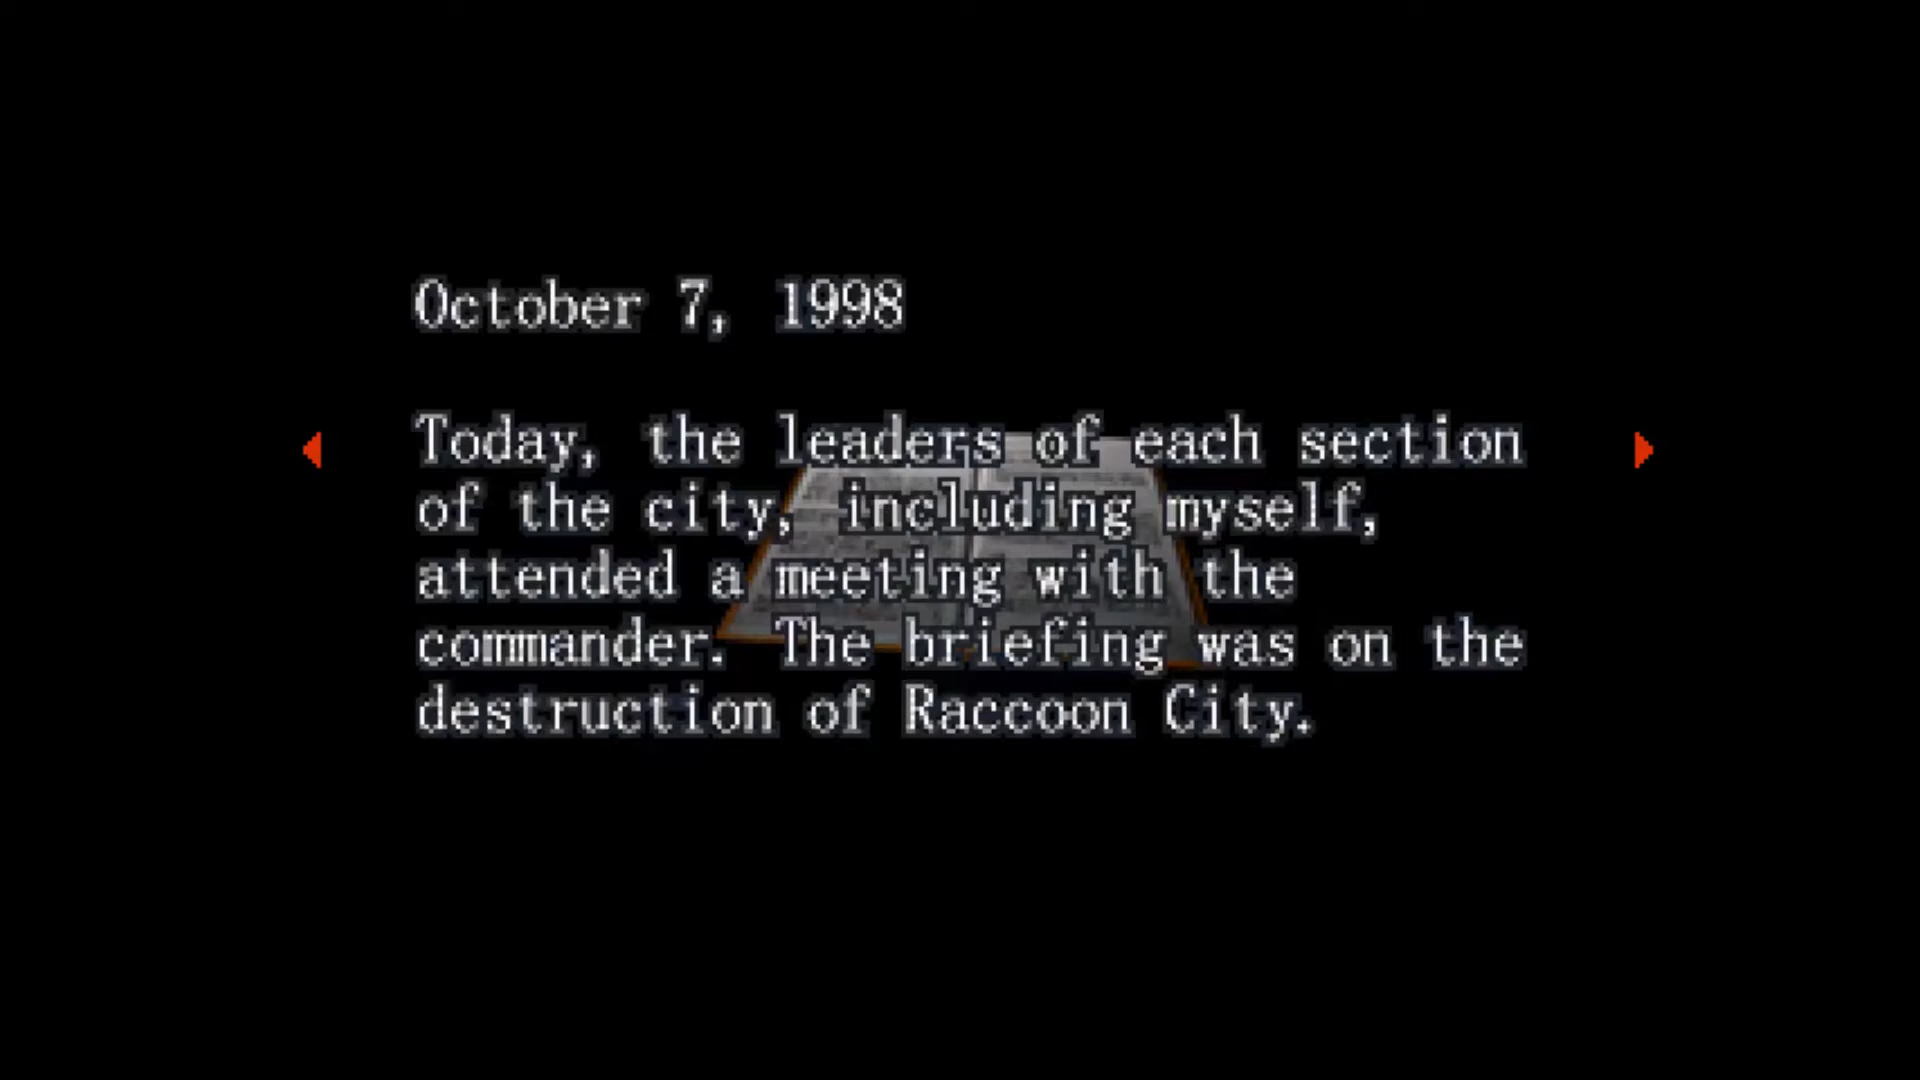 October 7, 1998
Today, the leaders of each section
of the city, including myself,
attended a meeting with the
commander. The briefing was on the
destruction of Raccoon City.